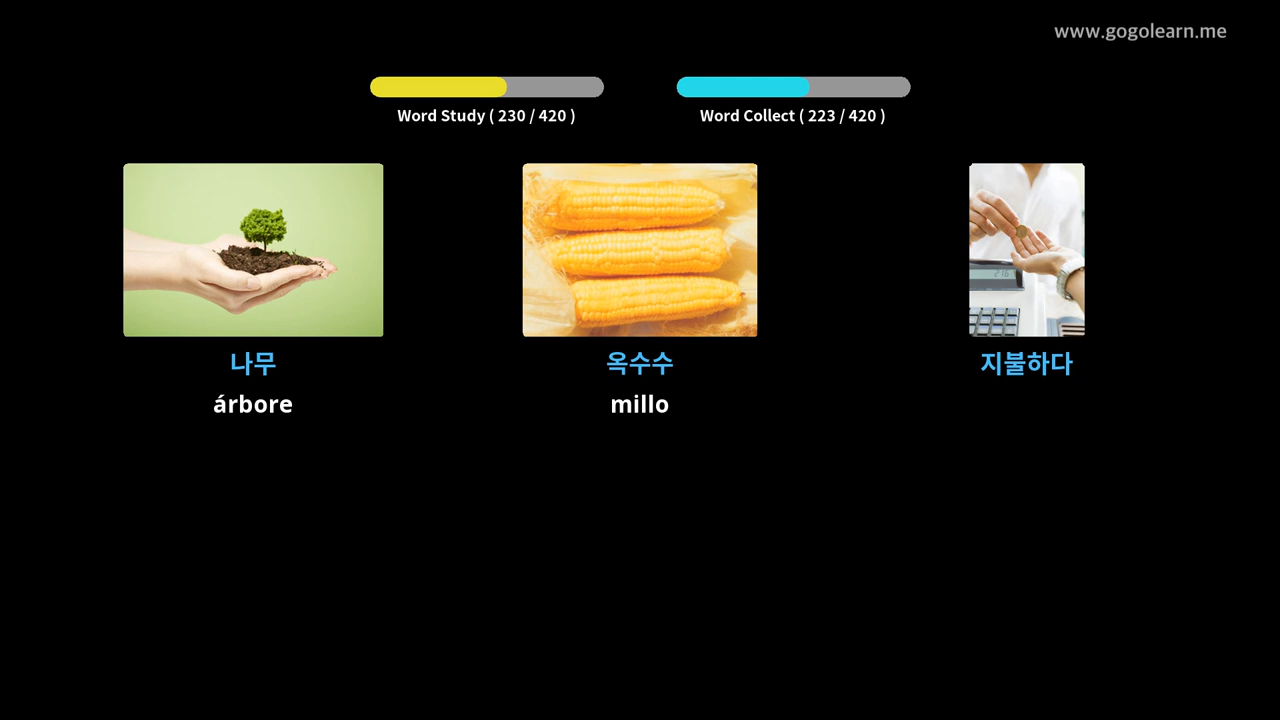 www.gogolearn.me
Word Study ( 230 / 420 )
Word Collect ( 223 / 420 )
나무
옥수수
지불하다
árbore
millo